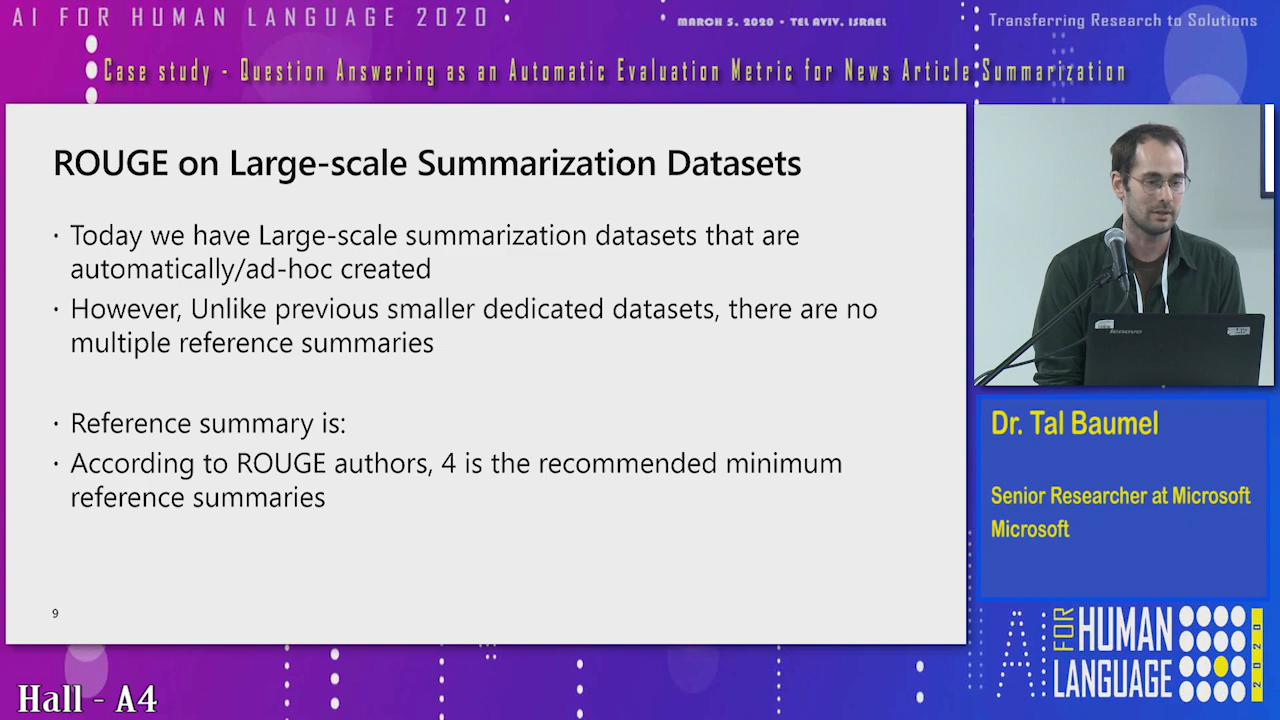 AI FOR HUMAN LANGUAGE 2020
MARCH 5, 2020 • TEL AVIV, ISRAEL
Transferring Research to Solutions
Case study - Question Answering as an Automatic Evaluation Metric for News Article Summarization
ROUGE on Large-scale Summarization Datasets
· Today we have Large-scale summarization datasets that are
automatically/ad-hoc created
· However, Unlike previous smaller dedicated datasets, there are no
multiple reference summaries
· Reference summary is:
· According to ROUGE authors, 4 is the recommended minimum
reference summaries
9
lenovo
Dr. Tal Baumel
Senior Researcher at Microsoft
Microsoft
AI FOR HUMAN
LANGUAGE 2020
Hall - A4